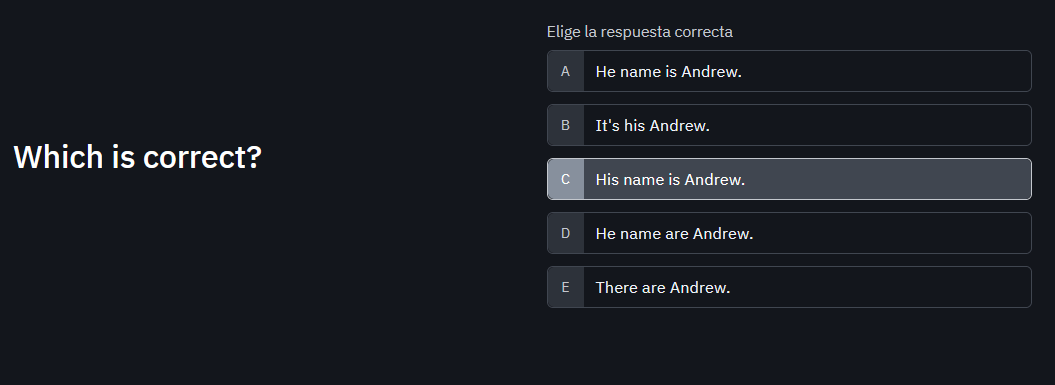 Which is correct?
Elige la respuesta correcta
A He name is Andrew.
B It's his Andrew.
C His name is Andrew.
D He name are Andrew.
E There are Andrew.